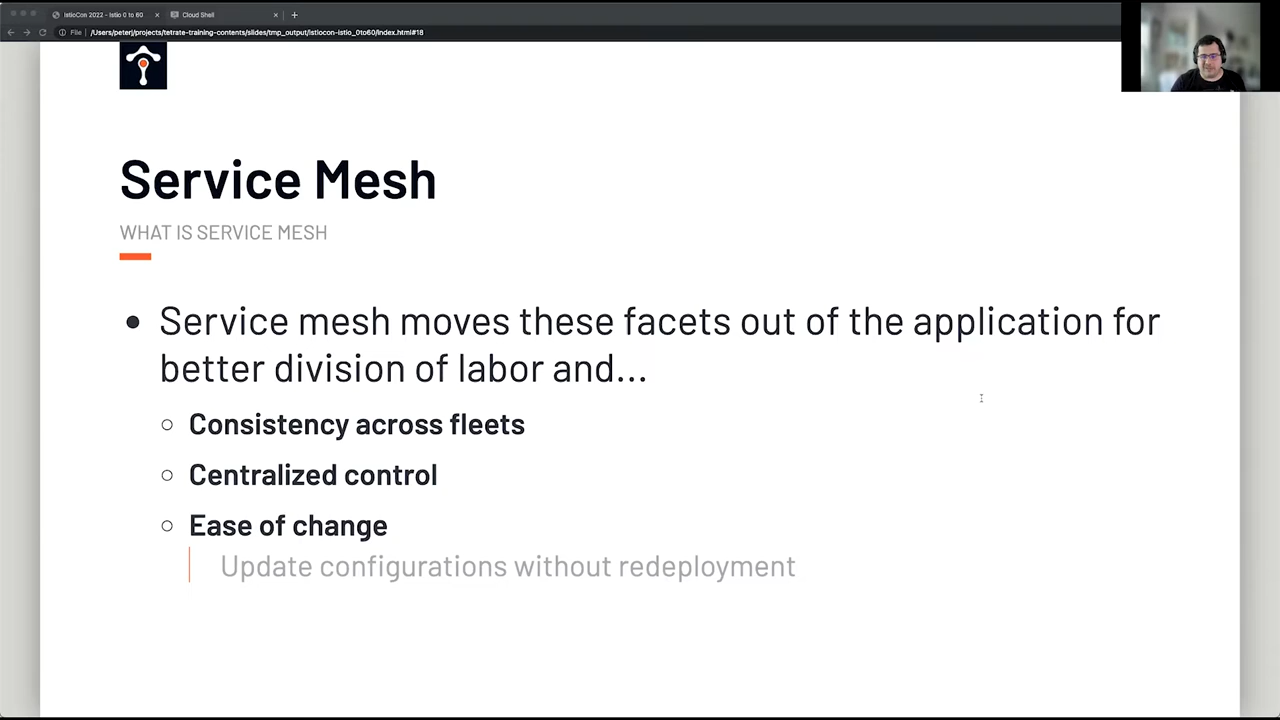 IstioCon 2022 - Istio 0 to 60
Cloud Shell
File
/Users/peterj/projects/tetrate-training-contents/slides/tmp_output/istiocon-istio_0to60/index.html#18
Service Mesh
WHAT IS SERVICE MESH
Service mesh moves these facets out of the application for
better division of labor and...
Consistency across fleets
Centralized control
Ease of change
Update configurations without redeployment